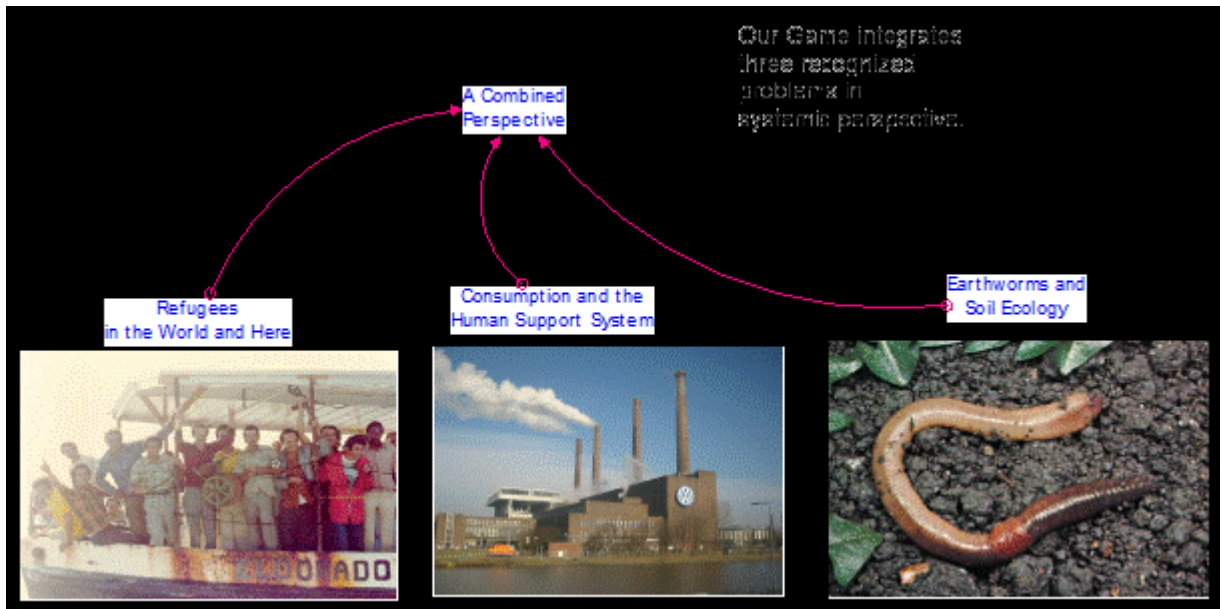 Our Game integrates
three recognized
problems in
systemic perspective.
A Combined
Perspective
Refugees
in the World and Here
Consumption and the
Human Support System
Earthworms and
Soil Ecology
ELDORADO